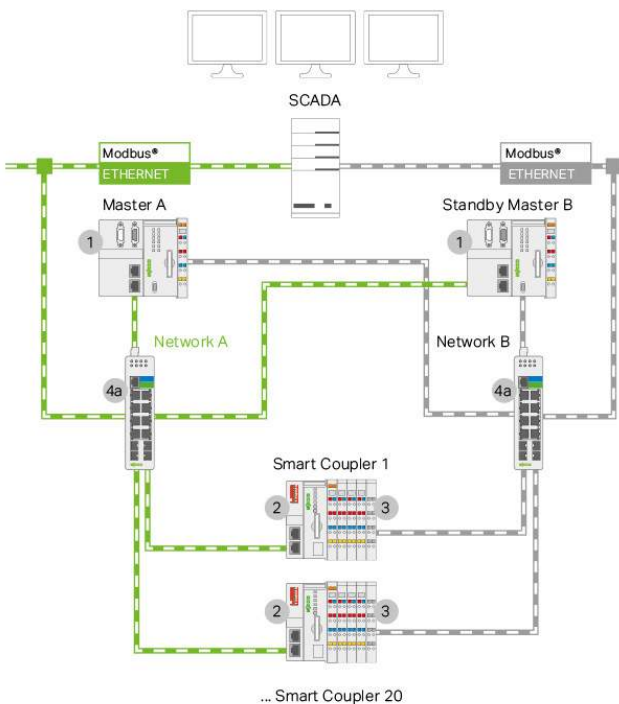 SCADA
Modbus®
ETHERNET
Modbus®
ETHERNET
Master A
Standby Master B
1
1
Network A
Network B
4a
4a
Smart Coupler 1
2
3
2
3
... Smart Coupler 20